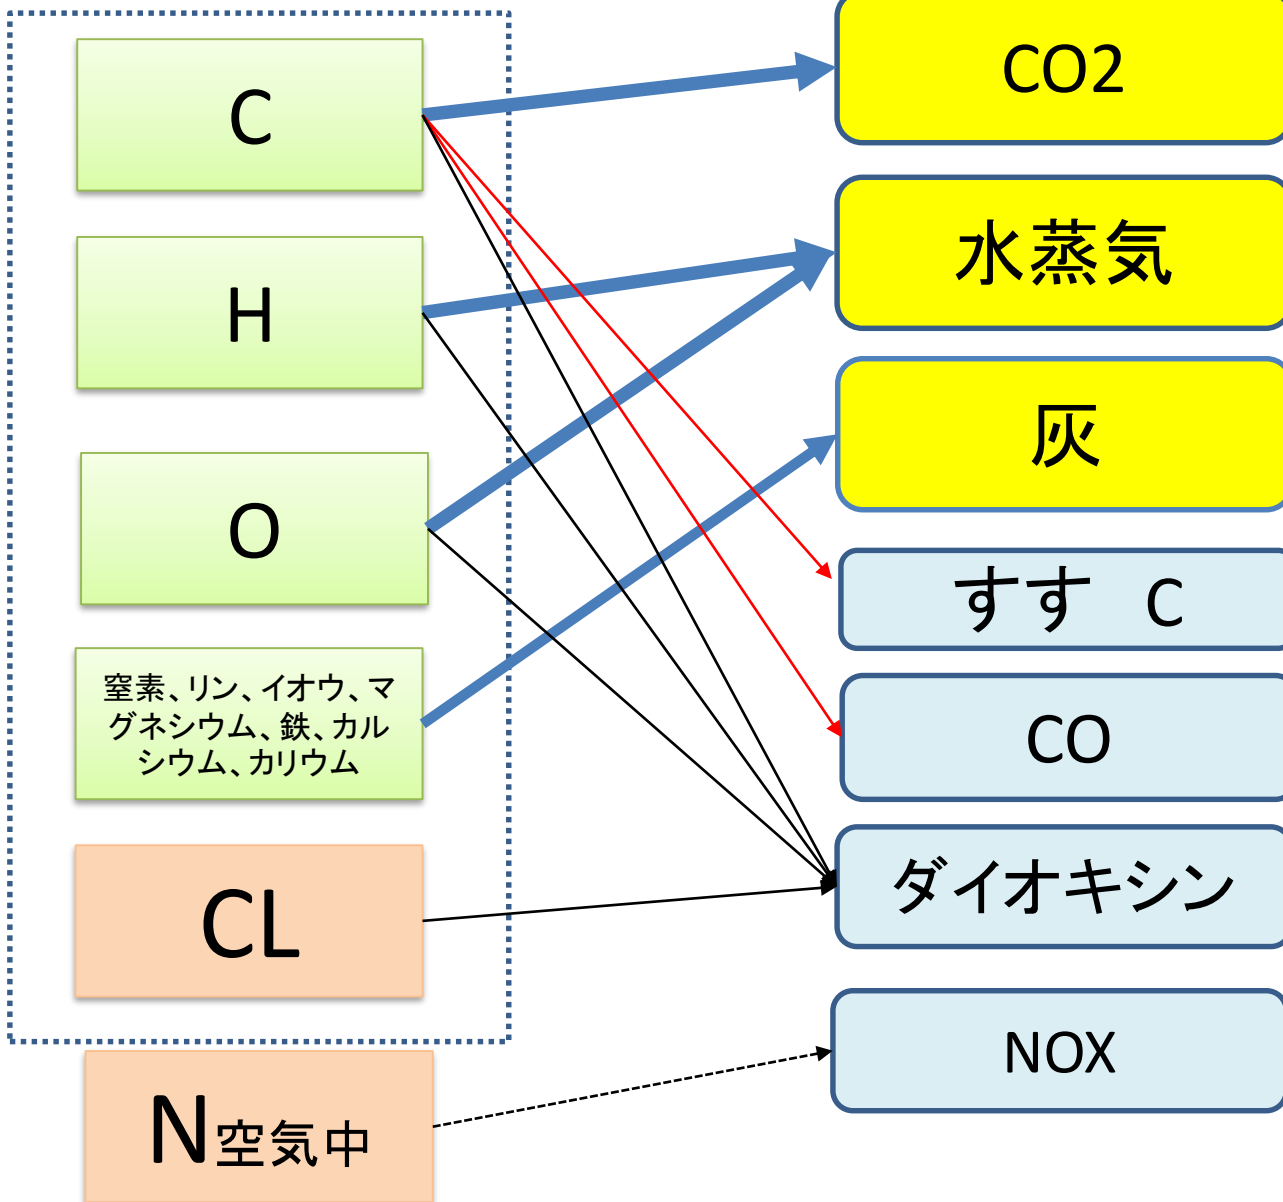 C
H
O
窒素、リン、イオウ、マ
グネシウム、鉄、カル
シウム、カリウム
CL
N空気中
CO2
水蒸気
灰
すす　C
CO
ダイオキシン
NOX